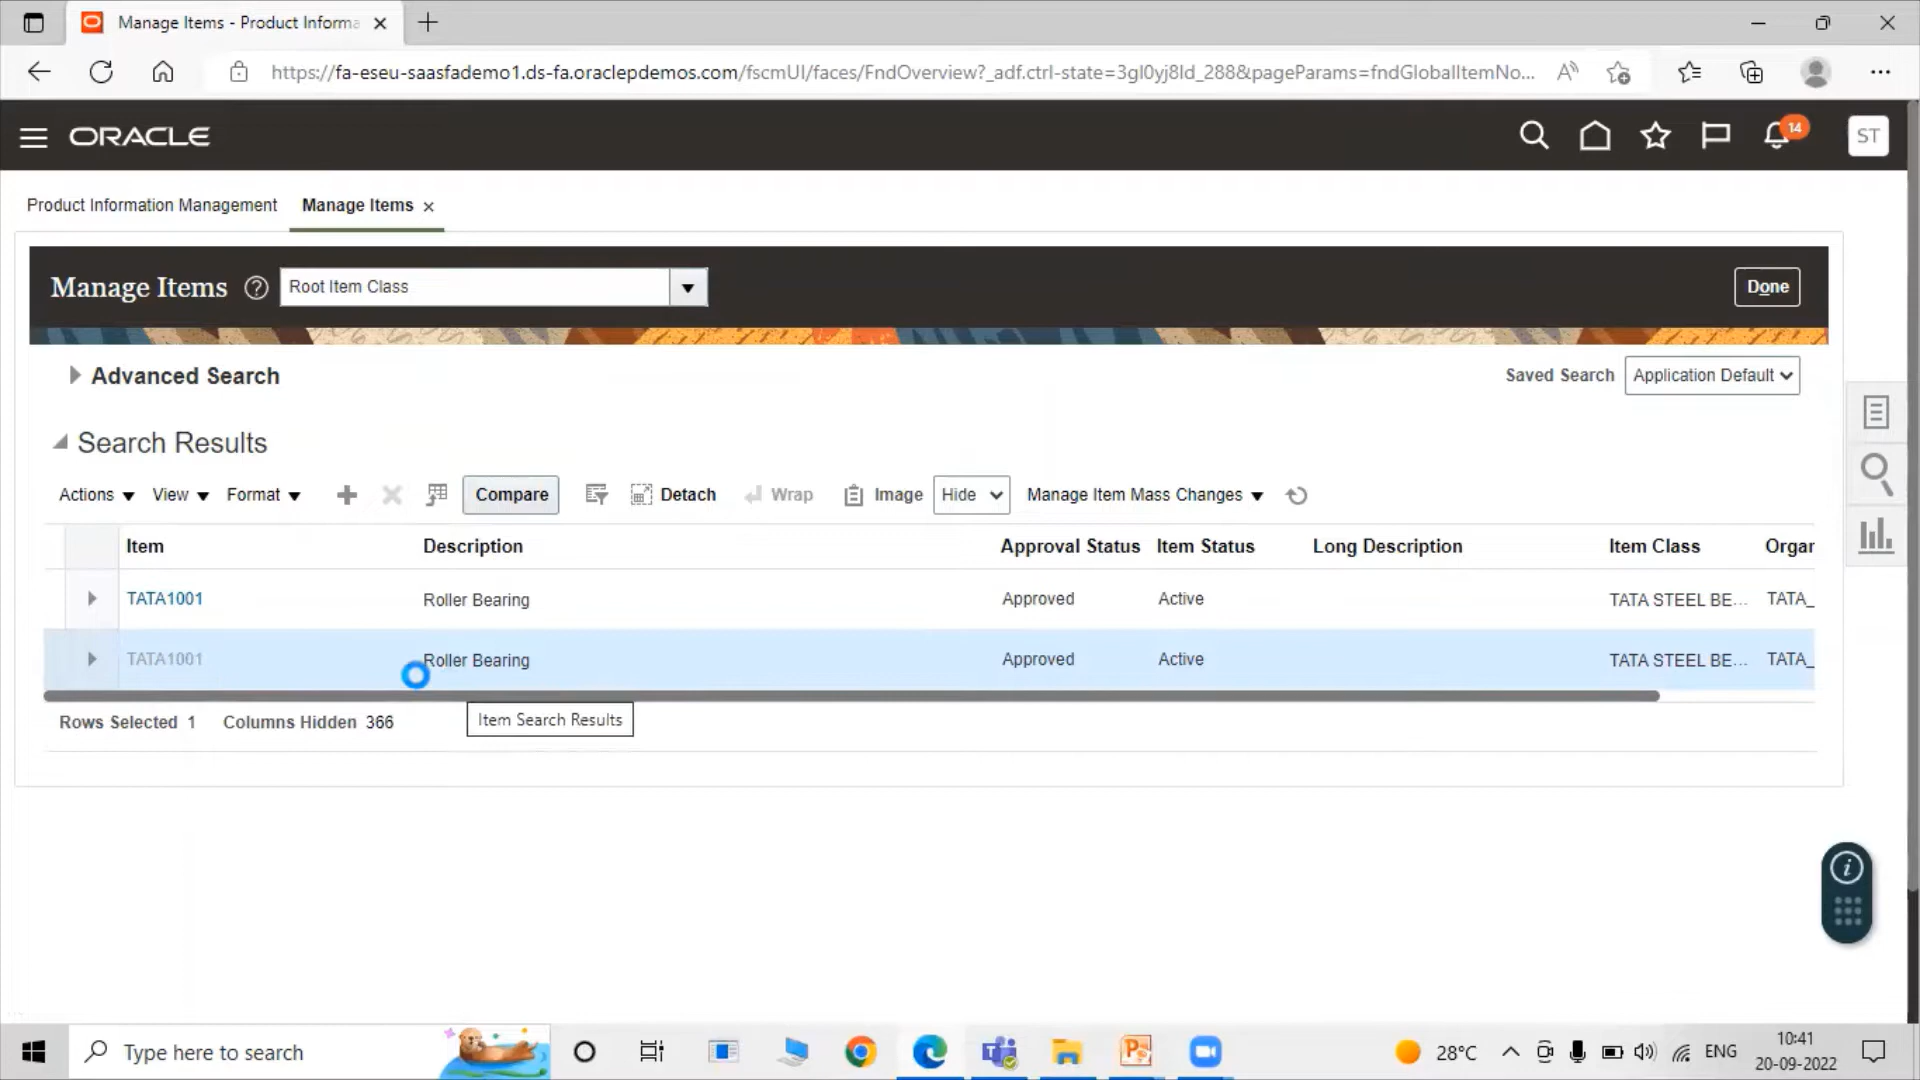 Manage Items - Product Informa
https://fa-eseu-saasfademo1.ds-fa.oraclepdemos.com/fscmUI/faces/FndOverview?_adf.ctrl-state=3gl0yj8ld_288&pageParams=fndGlobalItemNo...
ORACLE
14
ST
Product Information Management
Manage Items
Manage Items
Root Item Class
Done
Advanced Search
Saved Search
Application Default
Search Results
Actions
View
Format
Compare
Detach
Wrap
Image
Hide
Manage Item Mass Changes
Item
Description
Approval Status
Item Status
Long Description
Item Class
Organ
TATA1001
Roller Bearing
Approved
Active
TATA STEEL BE...
TATA_
TATA1001
Roller Bearing
Approved
Active
TATA STEEL BE...
TATA_
Rows Selected 1
Columns Hidden 366
Item Search Results
Type here to search
28°C
ENG
10:41
20-09-2022